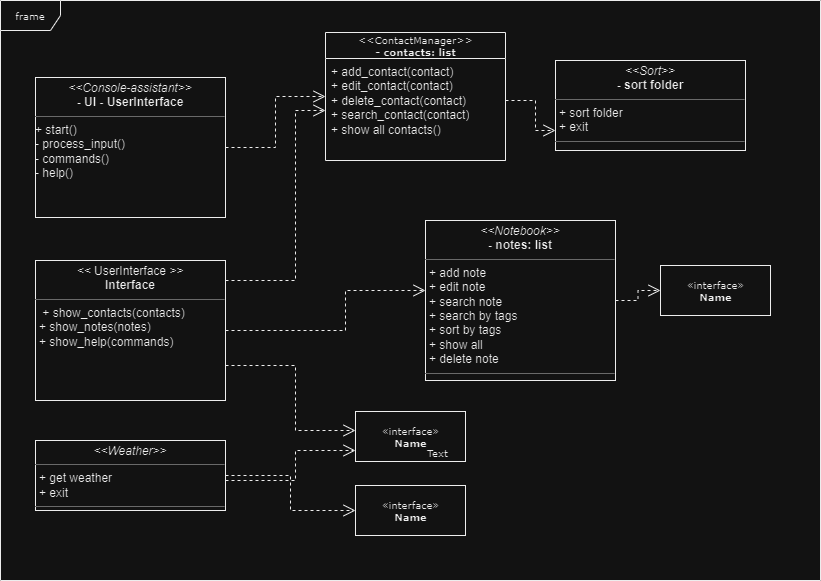 frame
<<Console-assistant>>
- UI - UserInterface
+ start()
- process_input()
- commands()
- help()
<<ContactManager>>
- contacts: list
+ add_contact(contact)
+ edit_contact(contact)
+ delete_contact(contact)
+ search_contact(contact)
+ show all contacts()
<<Sort>>
- sort folder
+ sort folder
+ exit
<< UserInterface >>
Interface
+ show_contacts(contacts)
+ show_notes(notes)
+ show_help(commands)
<<Notebook>>
- notes: list
+ add note
+ edit note
+ search note
+ search by tags
+ sort by tags
+ show all
+ delete note
«interface»
Name
<<Weather>>
+ get weather
+ exit
«interface»
Name
Text
«interface»
Name